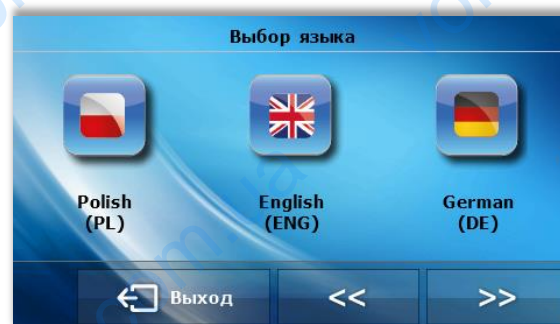 Выбор языка
Polish
(PL)
English
(ENG)
German
(DE)
Выход
<<
>>